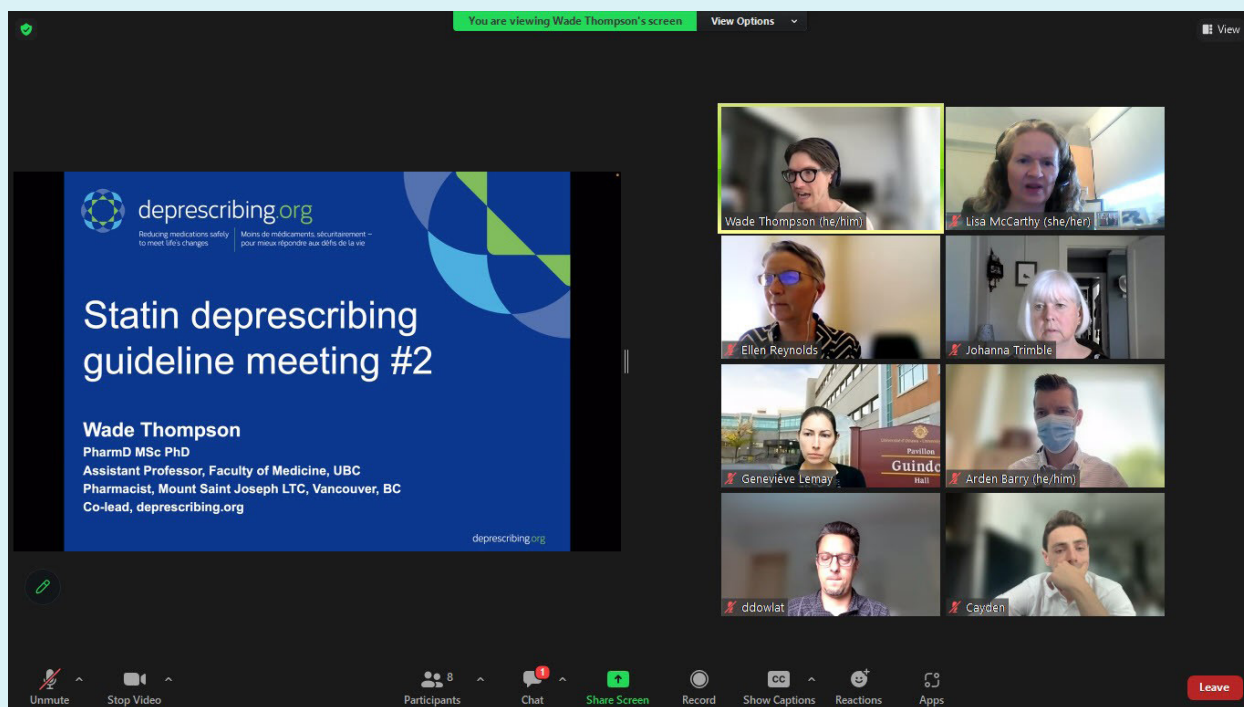 You are viewing Wade Thompson's screen
View Options
View
deprescribing.org
Reducing medications safely
to meet life's changes
Moins de médicaments, sécuritairement –
pour mieux répondre aux défis de la vie
Statin deprescribing
guideline meeting #2
Wade Thompson
PharmD MSc PhD
Assistant Professor, Faculty of Medicine, UBC
Pharmacist, Mount Saint Joseph LTC, Vancouver, BC
Co-lead, deprescribing.org
deprescribing.org
Wade Thompson (he/him)
Lisa McCarthy (she/her)
Ellen Reynolds
Johanna Trimble
Pavillon
Guindo
Hall
Geneviève Lemay
Arden Barry (he/him)
ddowlat
Cayden
Unmute
Stop Video
8
Participants
1
Chat
Share Screen
Record
CC
Show Captions
Reactions
Apps
Leave